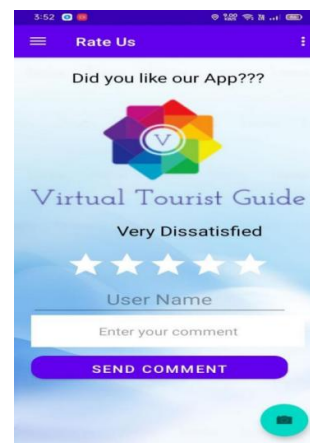 3:52
Rate Us
Did you like our App???
V
Virtual Tourist Guide
Very Dissatisfied
User Name
Enter your comment
SEND COMMENT